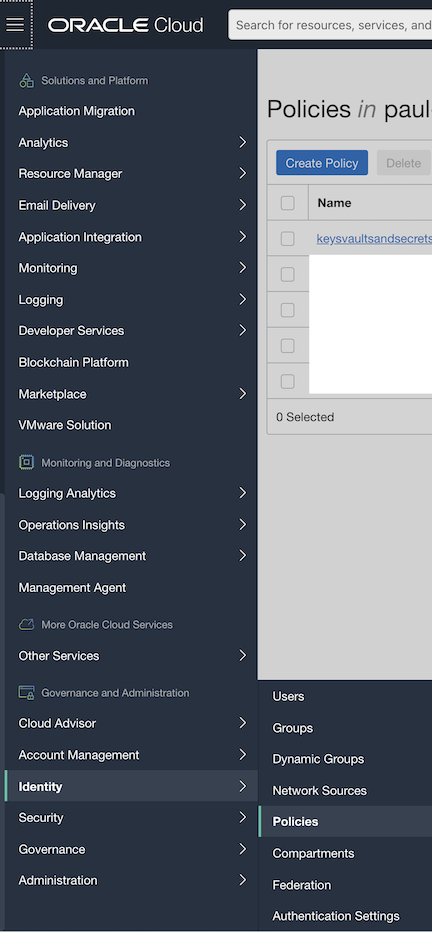 ORACLE Cloud
Search for resources, services, and
Solutions and Platform
Application Migration
Analytics
Resource Manager
Email Delivery
Application Integration
Monitoring
Logging
Developer Services
Blockchain Platform
Marketplace
VMware Solution
Monitoring and Diagnostics
Logging Analytics
Operations Insights
Database Management
Management Agent
More Oracle Cloud Services
Other Services
Governance and Administration
Cloud Advisor
Account Management
Identity
Security
Governance
Administration
Policies in paul
Create Policy
Delete
Name
keysvaultsandsecrets
0 Selected
Users
Groups
Dynamic Groups
Network Sources
Policies
Compartments
Federation
Authentication Settings